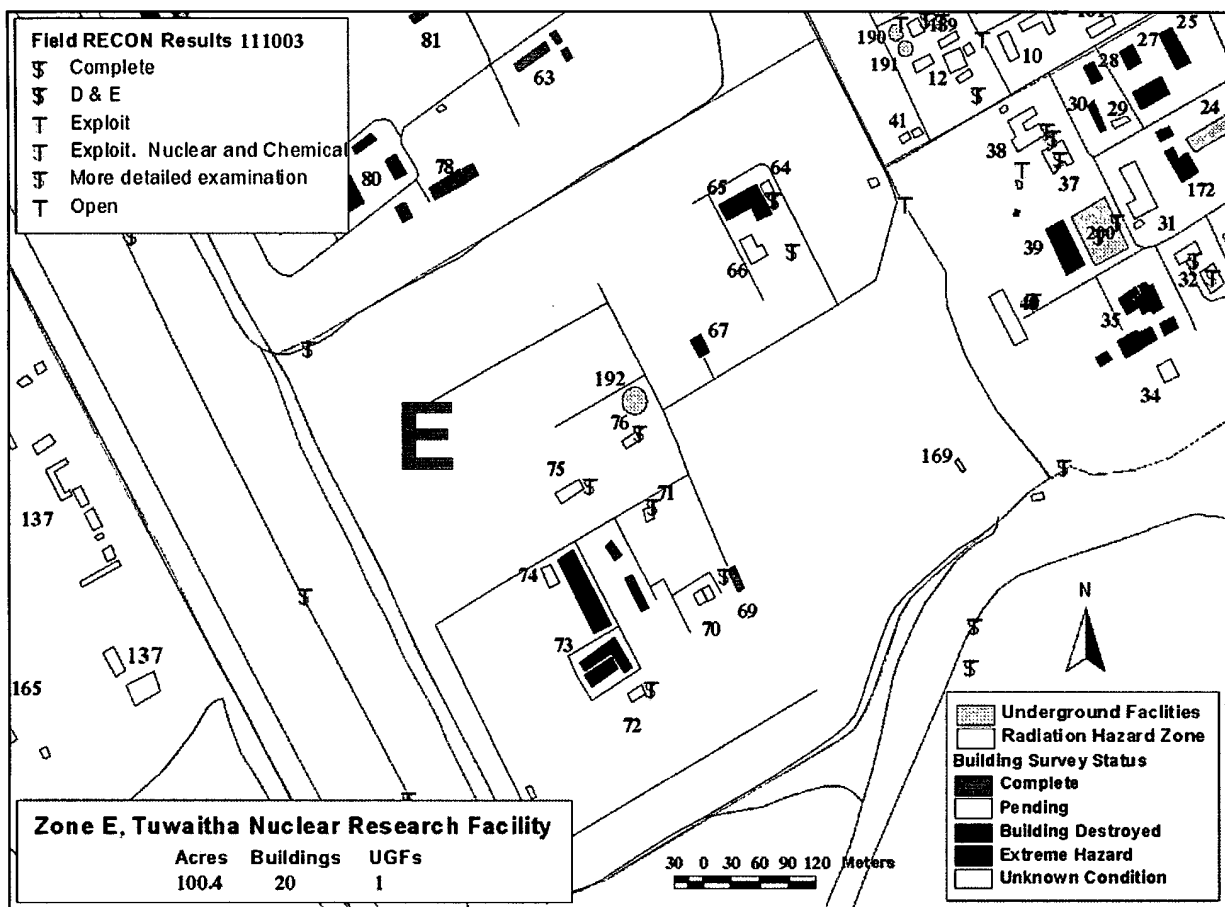 Field RECON Results 111003
Complete
D & E
Exploit
Exploit. Nuclear and Chemical
More detailed examination
Open
81
63
78
80
190
189
191
12
10
41
25
27
28
30
29
24
38
37
172
31
39
200
32
35
34
64
65
66
67
E
192
76
75
71
169
137
74
69
70
73
72
137
165
N
Underground Faclities
Radiation Hazard Zone
Building Survey Status
Complete
Pending
Building Destroyed
Extreme Hazard
Unknown Condition
Zone E, Tuwaitha Nuclear Research Facility
Acres Buildings UGFs
100.4 20 1
30 0 30 60 90 120 Meters